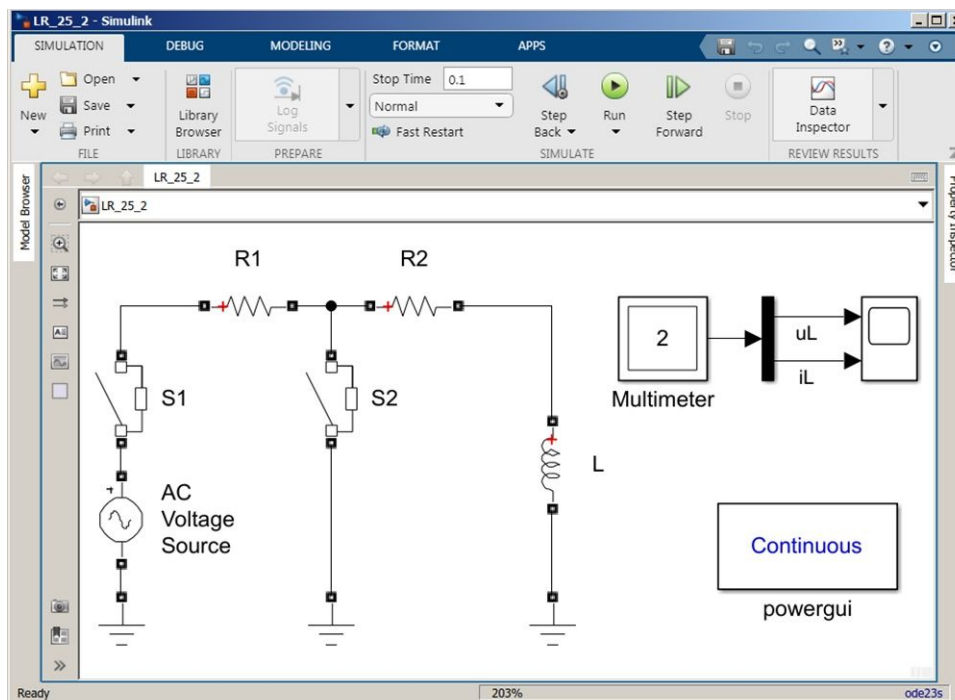 LR_25_2 - Simulink
SIMULATION DEBUG MODELING FORMAT APPS
New
Open
Save
Print
FILE
Library
Browser
LIBRARY
Log
Signals
PREPARE
Stop Time 0.1
Normal
Fast Restart
Step
Back
Run
Step
Forward
Stop
SIMULATE
Data
Inspector
REVIEW RESULTS
Model Browser
LR_25_2
LR_25_2
Property Inspector
R1
R2
S1
S2
AC
Voltage
Source
L
2
Multimeter
uL
iL
Continuous
powergui
Ready 203% ode23s